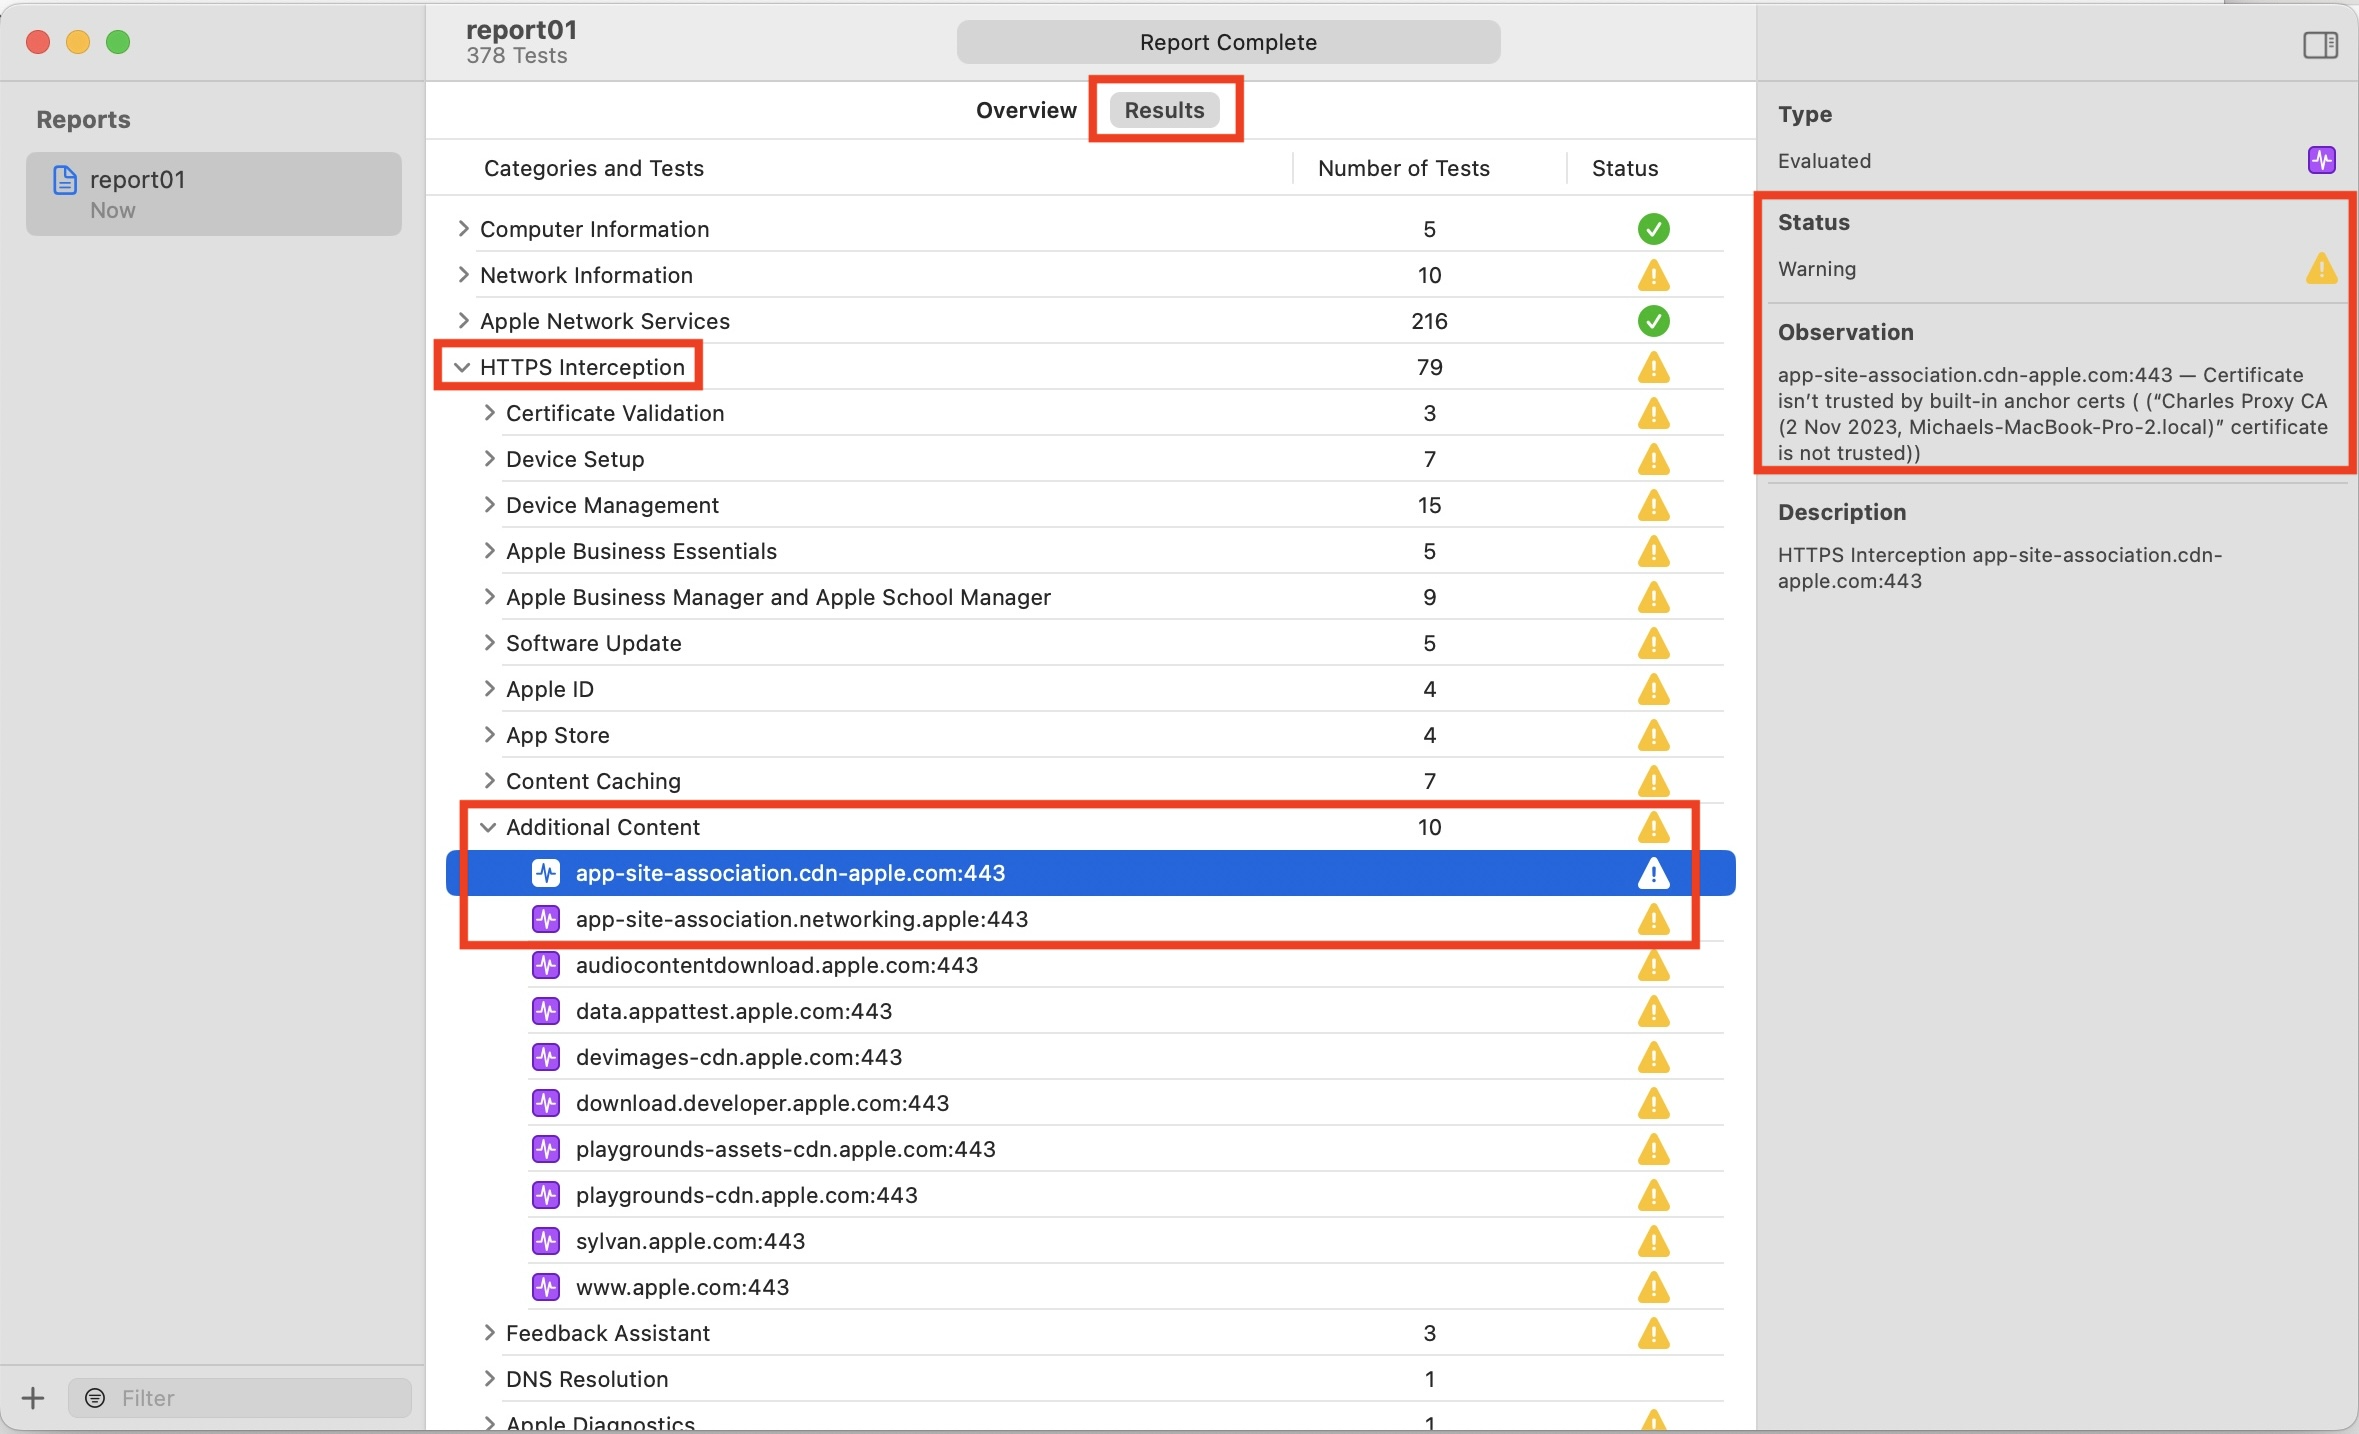 report01
378 Tests
Report Complete
Reports
report01
Now
Filter
Overview
Results
Categories and Tests Number of Tests Status
Computer Information 5
Network Information 10
Apple Network Services 216
HTTPS Interception 79
Certificate Validation 3
Device Setup 7
Device Management 15
Apple Business Essentials 5
Apple Business Manager and Apple School Manager 9
Software Update 5
Apple ID 4
App Store 4
Content Caching 7
Additional Content 10
app-site-association.cdn-apple.com:443
app-site-association.networking.apple:443
audiocontentdownload.apple.com:443
data.appattest.apple.com:443
devimages-cdn.apple.com:443
download.developer.apple.com:443
playgrounds-assets-cdn.apple.com:443
playgrounds-cdn.apple.com:443
sylvan.apple.com:443
www.apple.com:443
Feedback Assistant 3
DNS Resolution 1
Apple Diagnostics 1
Type
Evaluated
Status
Warning
Observation
app-site-association.cdn-apple.com:443 — Certificate
isn’t trusted by built-in anchor certs ( (“Charles Proxy CA
(2 Nov 2023, Michaels-MacBook-Pro-2.local)” certificate
is not trusted))
Description
HTTPS Interception app-site-association.cdn-
apple.com:443